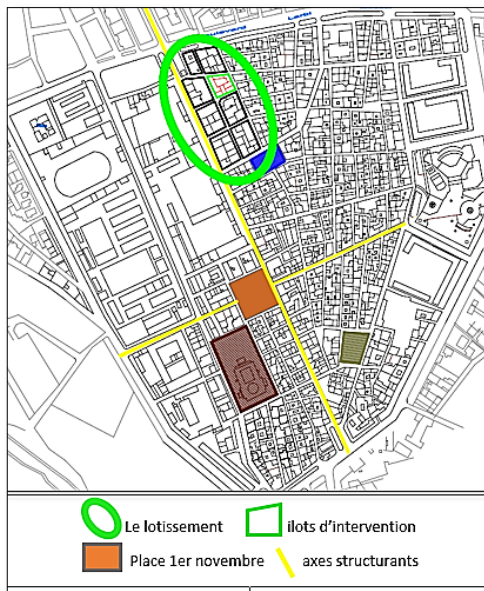 Le lotissement
ilots d'intervention
Place 1er novembre
axes structurants